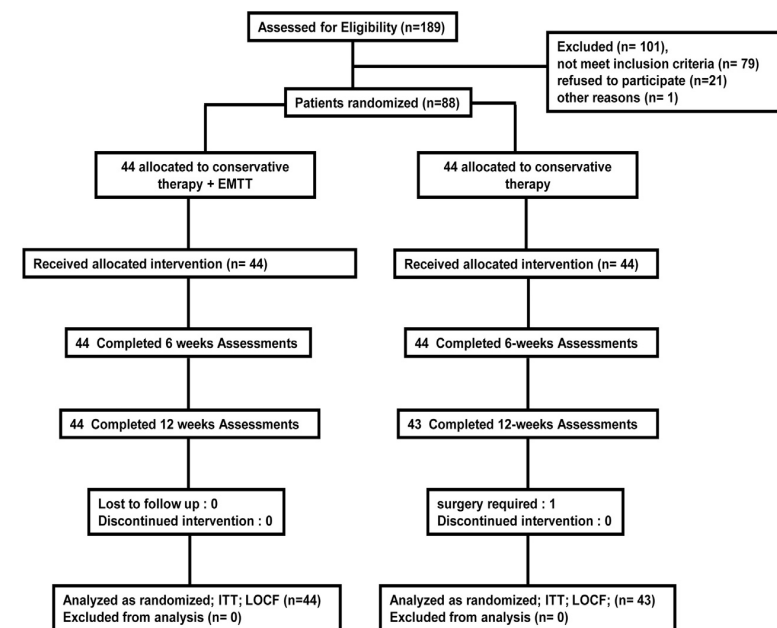 Assessed for Eligibility (n=189)
Excluded (n= 101),
not meet inclusion criteria (n= 79)
refused to participate (n=21)
other reasons (n= 1)
Patients randomized (n=88)
44 allocated to conservative
therapy + EMTT
44 allocated to conservative
therapy
Received allocated intervention (n= 44)
Received allocated intervention (n= 44)
44 Completed 6 weeks Assessments
44 Completed 6-weeks Assessments
44 Completed 12 weeks Assessments
43 Completed 12-weeks Assessments
Lost to follow up : 0
Discontinued intervention : 0
surgery required : 1
Discontinued intervention : 0
Analyzed as randomized; ITT; LOCF (n=44)
Excluded from analysis (n= 0)
Analyzed as randomized; ITT; LOCF; (n= 43)
Excluded from analysis (n= 0)